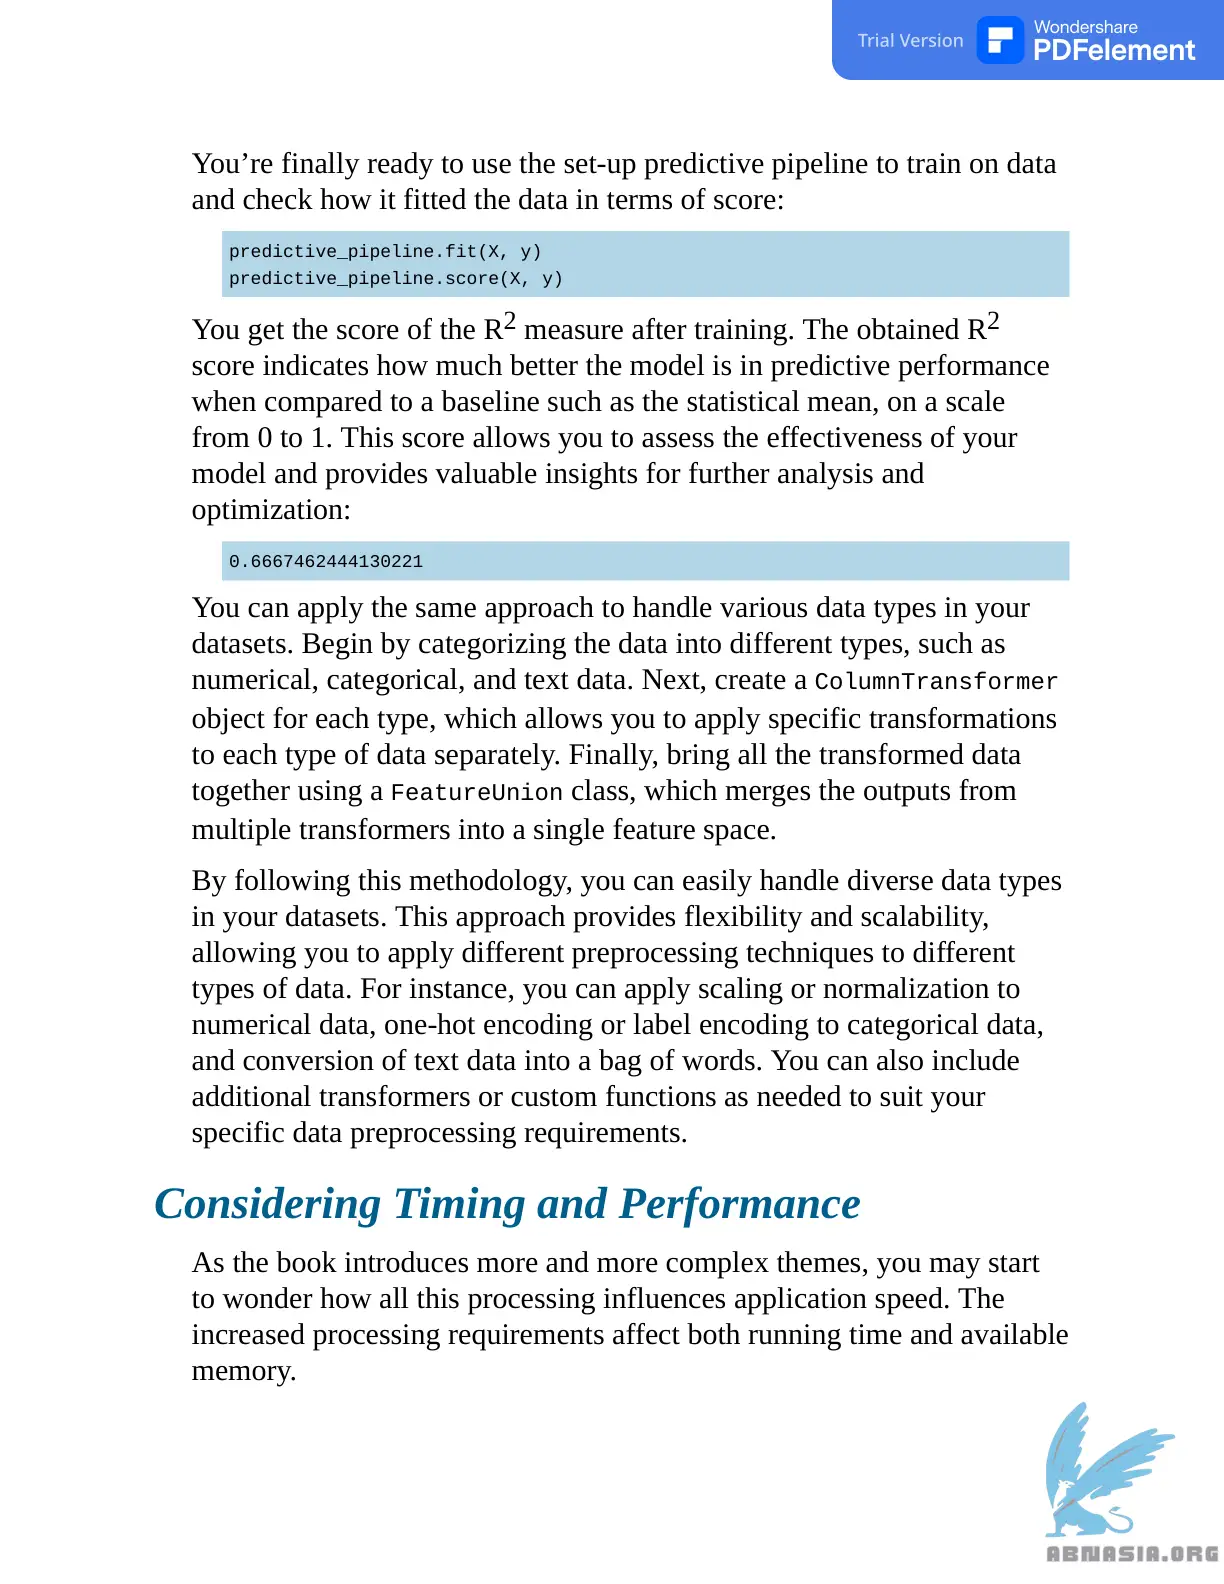 Trial Version
Wondershare
PDFelement
You’re finally ready to use the set-up predictive pipeline to train on data
and check how it fitted the data in terms of score:
predictive_pipeline.fit(X, y)
predictive_pipeline.score(X, y)
You get the score of the R2 measure after training. The obtained R2
score indicates how much better the model is in predictive performance
when compared to a baseline such as the statistical mean, on a scale
from 0 to 1. This score allows you to assess the effectiveness of your
model and provides valuable insights for further analysis and
optimization:
0.6667462444130221
You can apply the same approach to handle various data types in your
datasets. Begin by categorizing the data into different types, such as
numerical, categorical, and text data. Next, create a ColumnTransformer
object for each type, which allows you to apply specific transformations
to each type of data separately. Finally, bring all the transformed data
together using a FeatureUnion class, which merges the outputs from
multiple transformers into a single feature space.
By following this methodology, you can easily handle diverse data types
in your datasets. This approach provides flexibility and scalability,
allowing you to apply different preprocessing techniques to different
types of data. For instance, you can apply scaling or normalization to
numerical data, one-hot encoding or label encoding to categorical data,
and conversion of text data into a bag of words. You can also include
additional transformers or custom functions as needed to suit your
specific data preprocessing requirements.
Considering Timing and Performance
As the book introduces more and more complex themes, you may start
to wonder how all this processing influences application speed. The
increased processing requirements affect both running time and available
memory.
ABNASIA.ORG